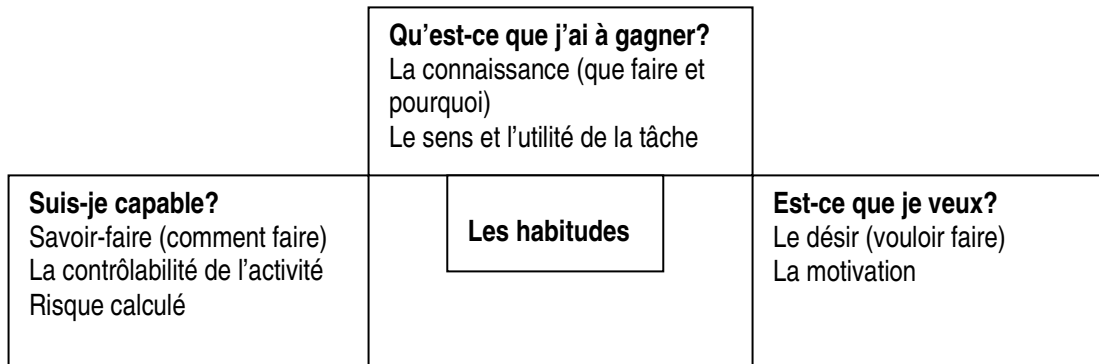 Qu’est-ce que j’ai à gagner?
La connaissance (que faire et
pourquoi)
Le sens et l’utilité de la tâche
Suis-je capable?
Savoir-faire (comment faire)
La contrôlabilité de l’activité
Risque calculé
Les habitudes
Est-ce que je veux?
Le désir (vouloir faire)
La motivation